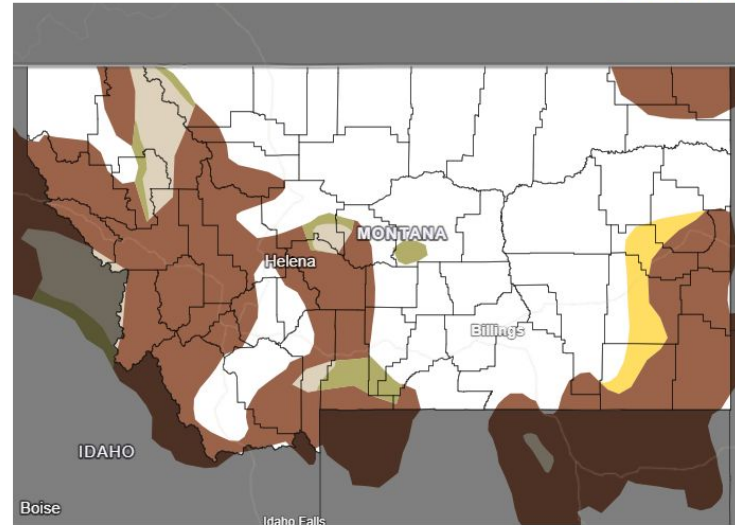 MONTANA
Helena
Billings
IDAHO
Boise
Idaho Falls